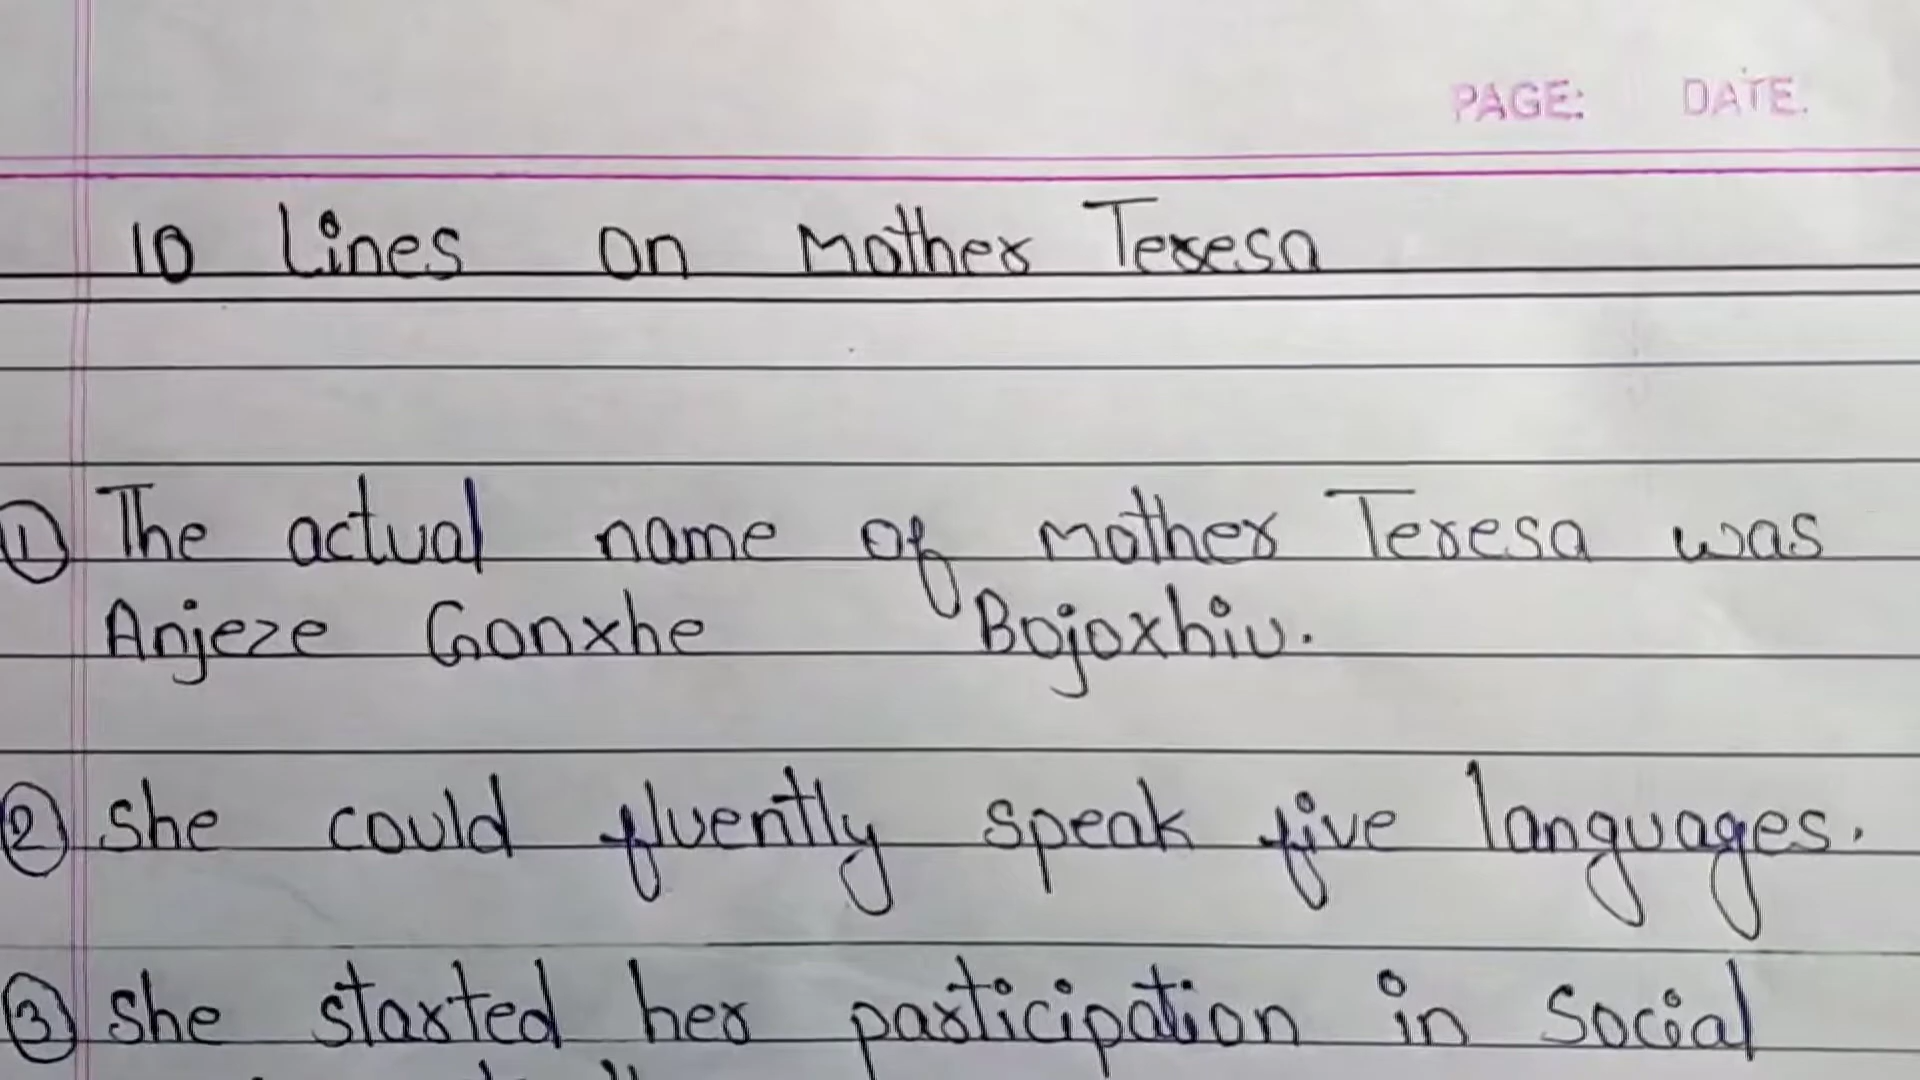 PAGE: DATE.
10 Lines on Mother Teresa
① The actual name of mother Teresa was
Anjeze Gonxhe Bojoxhiu.
② She could fluently speak five languages.
③ She started her participation in Social